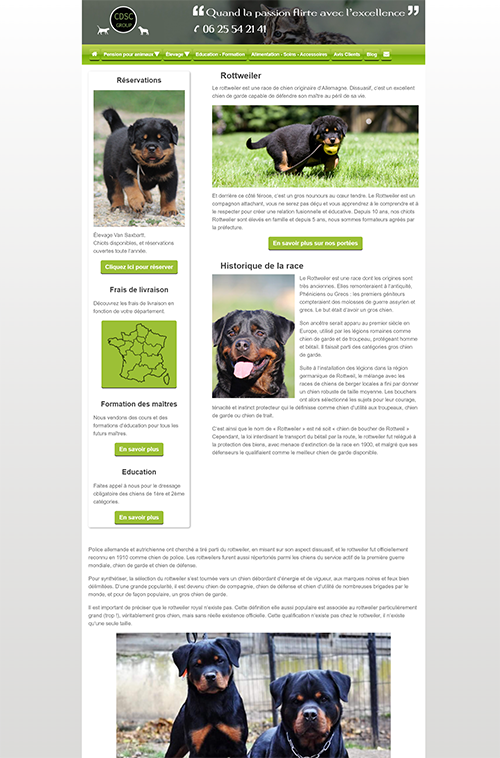 CDSC
GROUP
“ Quand la passion flirte avec l'excellence ”
06 25 54 21 41
Pension pour animaux ▼ Élevage ▼ Education - Formation Alimentation - Soins - Accessoires Avis Clients Blog
Réservations
Élevage Van Saxbartt.
Chiots disponibles, et réservations
ouvertes toute l'année.
Cliquez ici pour réserver
Frais de livraison
Découvrez les frais de livraison en
fonction de votre département.
Formation des maîtres
Nous vendons des cours et des
formations d'éducation pour tous les
futurs maîtres.
En savoir plus
Education
Faites appel à nous pour le dressage
obligatoire des chiens de 1ère et 2ème
catégories.
En savoir plus
Rottweiler
Le rottweiler est une race de chien originaire d'Allemagne. Dissuasif, c'est un excellent
chien de garde capable de défendre son maître au péril de sa vie.
Et derrière ce côté féroce, c'est un gros nounours au cœur tendre. Le Rottweiler est un
compagnon attachant, vous ne serez pas déçu et vous apprendrez à le comprendre et à
le respecter pour créer une relation fusionnelle et éducative. Depuis 10 ans, nos chiots
Rottweiler sont élevés en famille et depuis 5 ans, nous sommes formateurs agréés par
la préfecture.
En savoir plus sur nos portées
Historique de la race
Le Rottweiler est une race dont les origines sont
très anciennes. Elles remonteraient à l'antiquité,
Phéniciens ou Grecs : les premiers géniteurs
compteraient des molosses de guerre assyrien et
grecs. Le but était d'avoir un gros chien.
Son ancêtre serait apparu au premier siècle en
Europe, utilisé par les légions romaines comme
chien de garde et de troupeau, protégeant homme
et bétail. Il faisait parti des catégories gros chien
de garde.
Suite à l'installation des légions dans la région
germanique de Rottweil, le mélange avec les
races de chiens de berger locales a fini par donner
un chien robuste de taille moyenne. Les bouchers
ont alors sélectionné les sujets pour leur courage,
ténacité et instinct protecteur qui le définisse comme chien d'utilité aux troupeaux, chien
de garde ou chien de trait.
C'est ainsi que le nom de « Rottweiler » est né soit « chien de boucher de Rottweil »
Cependant, la loi interdisant le transport du bétail par la route, le rottweiler fut relégué à
la protection des biens, avec menace d'extinction de la race en 1900, et malgré que ses
défenseurs le qualifiaient comme le meilleur chien de garde disponible.
Police allemande et autrichienne ont cherché a tiré parti du rottweiler, en misant sur son aspect dissuasif, et le rottweiler fut officiellement
reconnu en 1910 comme chien de police. Les rottweilers furent aussi répertoriés parmi les chiens du service actif de la première guerre
mondiale, chien de garde et chien de défense.
Pour synthétiser, la sélection du rottweiler s'est tournée vers un chien débordant d'énergie et de vigueur, aux marques noires et feux bien
délimitées. D'une grande popularité, il est devenu chien de compagnie, chien de défense et chien d'utilité de nombreuses brigades par le
monde, et pour de façon populaire, un gros chien de garde.
Il est important de préciser que le rottweiler royal n'existe pas. Cette définition elle aussi populaire est associée au rottweiler particulièrement
grand (trop !), véritablement gros chien, mais sans réelle existence officielle. Cette qualification n'existe pas chez le rottweiler, il n'existe
qu'une seule taille.